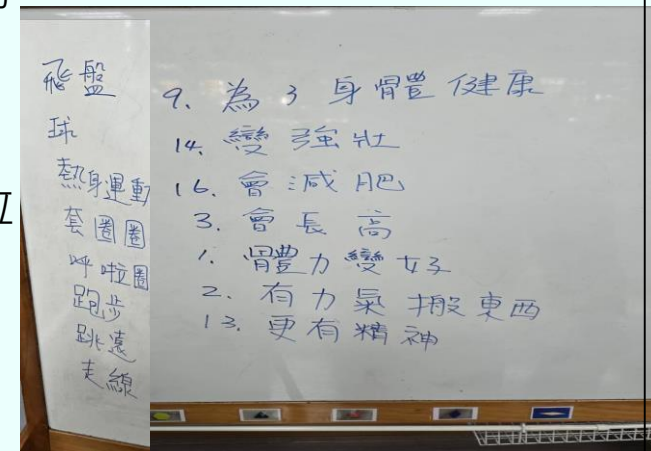 飛盤
球
熱身運動
套圈圈
呼啦圈
跑步
跳遠
走線
9. 為了身體健康
14. 變強壯
16. 會減肥
3. 會長高
1. 體力變好
2. 有力氣搬東西
13. 更有精神